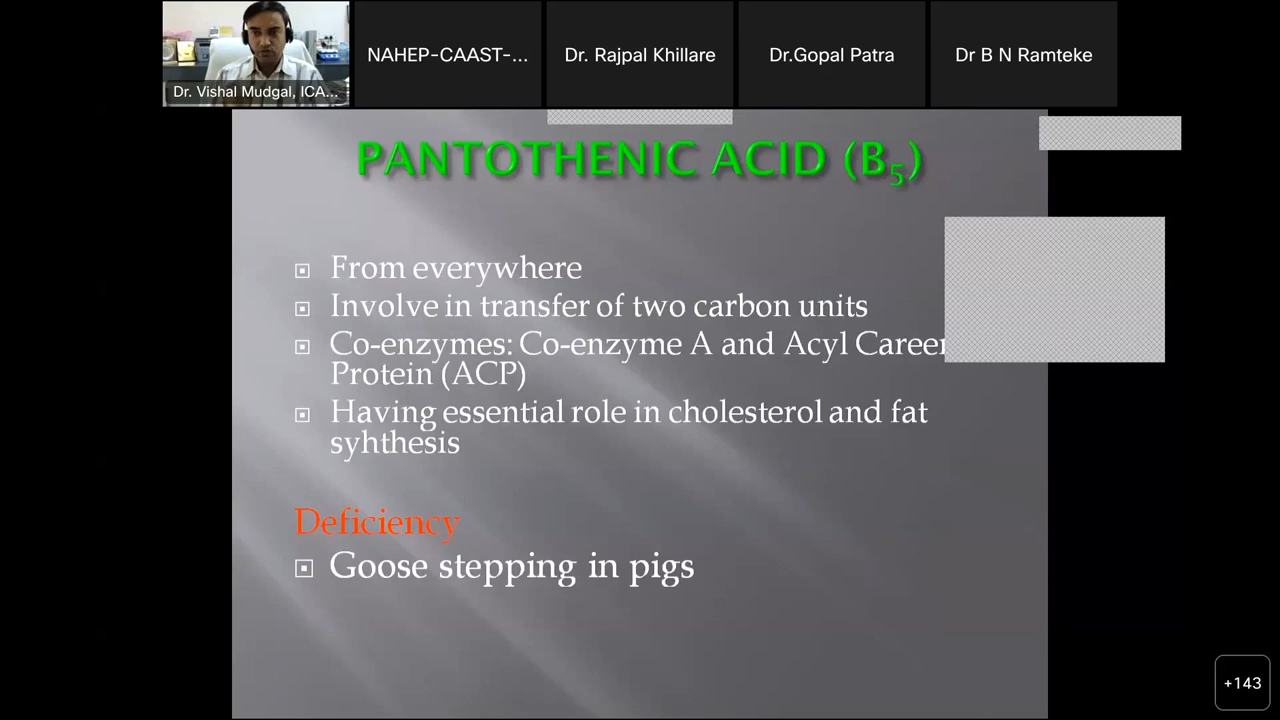 Dr. Vishal Mudgal, ICA...
NAHEP-CAAST-...
Dr. Rajpal Khillare
Dr.Gopal Patra
Dr B N Ramteke
PANTOTHENIC ACID (B5)
From everywhere
Involve in transfer of two carbon units
Co-enzymes: Co-enzyme A and Acyl Career
Protein (ACP)
Having essential role in cholesterol and fat
syhthesis
Deficiency
Goose stepping in pigs
+143